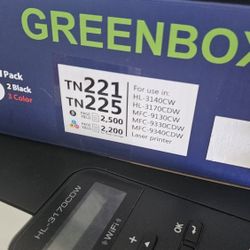 GREENBOX
Pack
2 Black
3 Color
TN221
TN225
2,500
2,200
For use in:
HL-3140CW
HL-3170CDW
MFC-9130CW
MFC-9330CDW
MFC-9340CDW
Laser printer
HL-3170CDW
WiFi
OK